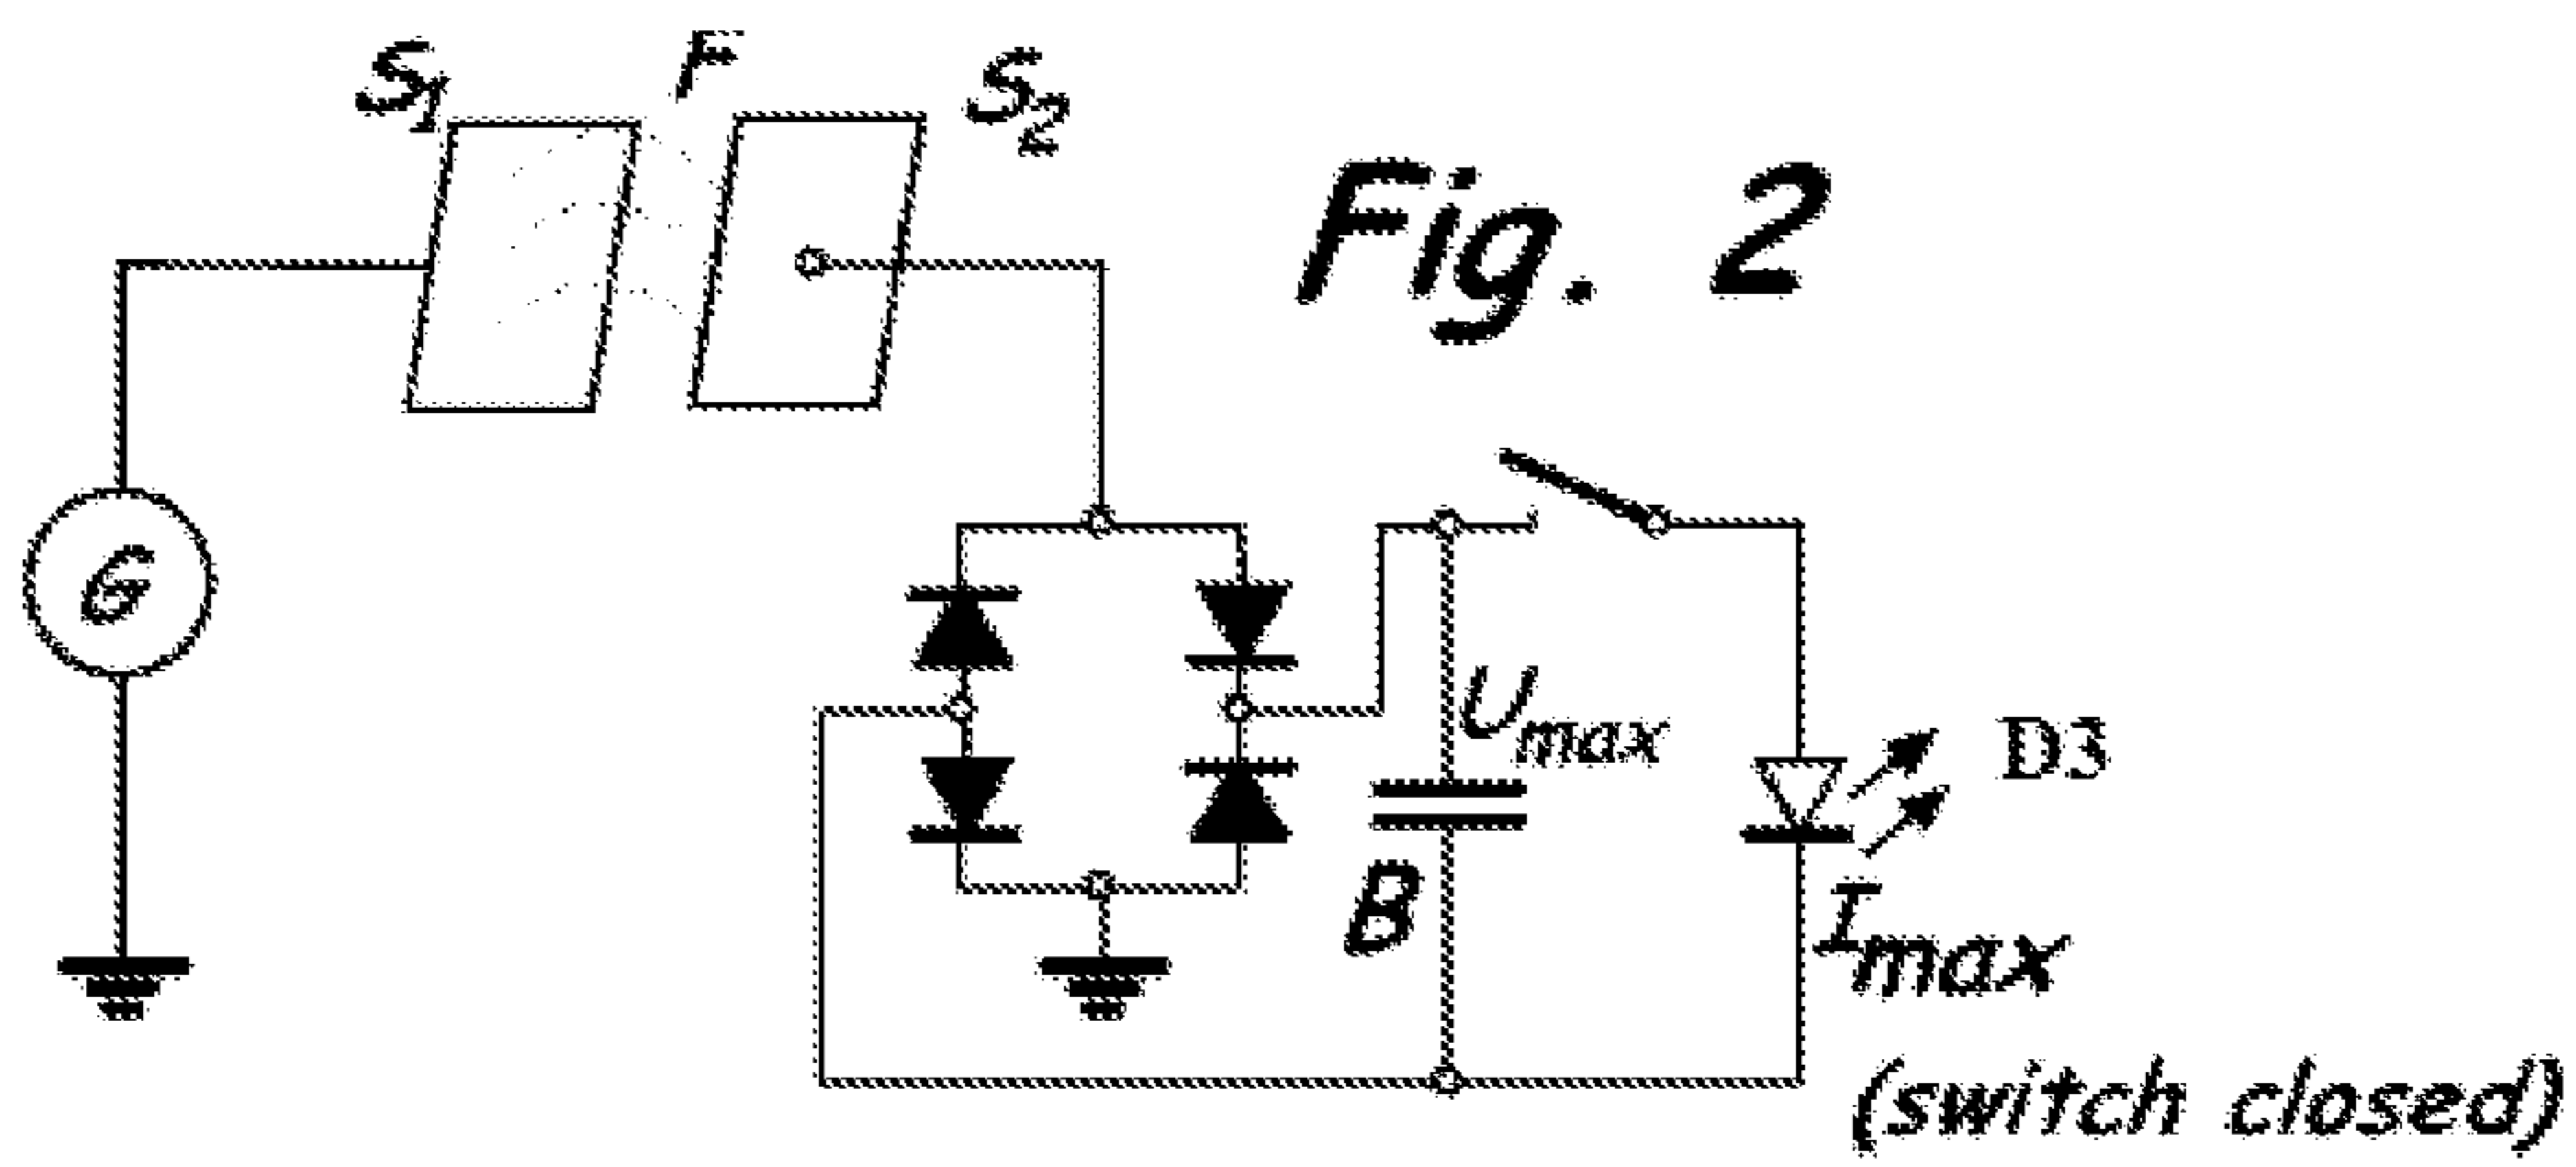 S1 F S2
Fig. 2
G
Umax
D3
B
Imax
(switch closed)